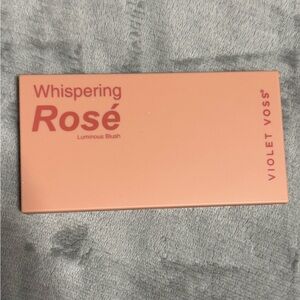 Whispering
Rosé
Luminous Blush
VIOLET VOSS®